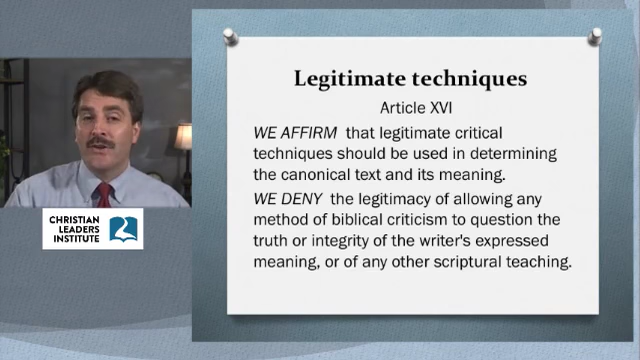 Legitimate techniques
Article XVI
WE AFFIRM that legitimate critical
techniques should be used in determining
the canonical text and its meaning.
WE DENY the legitimacy of allowing any
method of biblical criticism to question the
truth or integrity of the writer's expressed
meaning, or of any other scriptural teaching.
CHRISTIAN
LEADERS
INSTITUTE